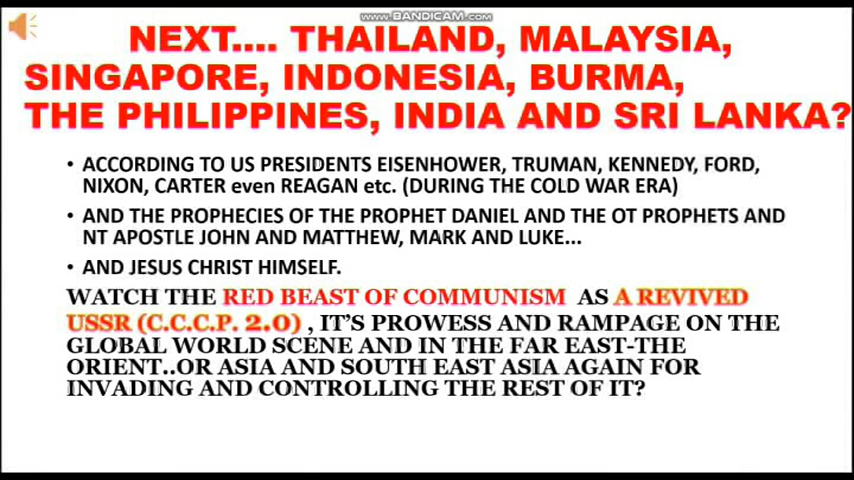 www.BANDICAM.com
NEXT.... THAILAND, MALAYSIA,
SINGAPORE, INDONESIA, BURMA,
THE PHILIPPINES, INDIA AND SRI LANKA?
• ACCORDING TO US PRESIDENTS EISENHOWER, TRUMAN, KENNEDY, FORD,
NIXON, CARTER even REAGAN etc. (DURING THE COLD WAR ERA)
• AND THE PROPHECIES OF THE PROPHET DANIEL AND THE OT PROPHETS AND
NT APOSTLE JOHN AND MATTHEW, MARK AND LUKE...
• AND JESUS CHRIST HIMSELF.
WATCH THE RED BEAST OF COMMUNISM AS A REVIVED
USSR (C.C.C.P. 2.0) , IT'S PROWESS AND RAMPAGE ON THE
GLOBAL WORLD SCENE AND IN THE FAR EAST-THE
ORIENT..OR ASIA AND SOUTH EAST ASIA AGAIN FOR
INVADING AND CONTROLLING THE REST OF IT?